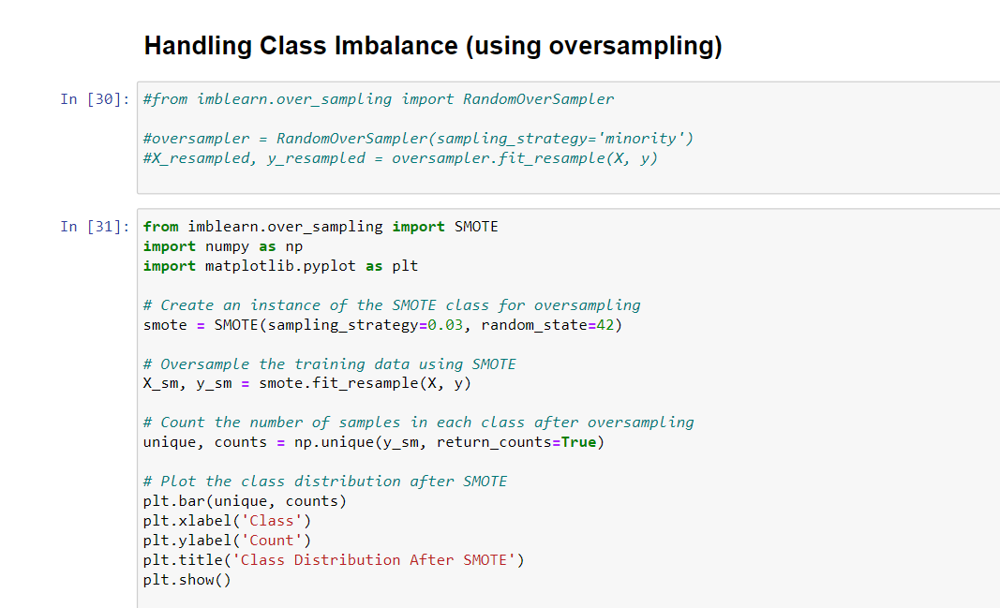 Handling Class Imbalance (using oversampling)
In [30]: #from imblearn.over_sampling import RandomOverSampler
#oversampler = RandomOverSampler(sampling_strategy='minority')
#X_resampled, y_resampled = oversampler.fit_resample(X, y)
In [31]: from imblearn.over_sampling import SMOTE
import numpy as np
import matplotlib.pyplot as plt
# Create an instance of the SMOTE class for oversampling
smote = SMOTE(sampling_strategy=0.03, random_state=42)
# Oversample the training data using SMOTE
X_sm, y_sm = smote.fit_resample(X, y)
# Count the number of samples in each class after oversampling
unique, counts = np.unique(y_sm, return_counts=True)
# Plot the class distribution after SMOTE
plt.bar(unique, counts)
plt.xlabel('Class')
plt.ylabel('Count')
plt.title('Class Distribution After SMOTE')
plt.show()